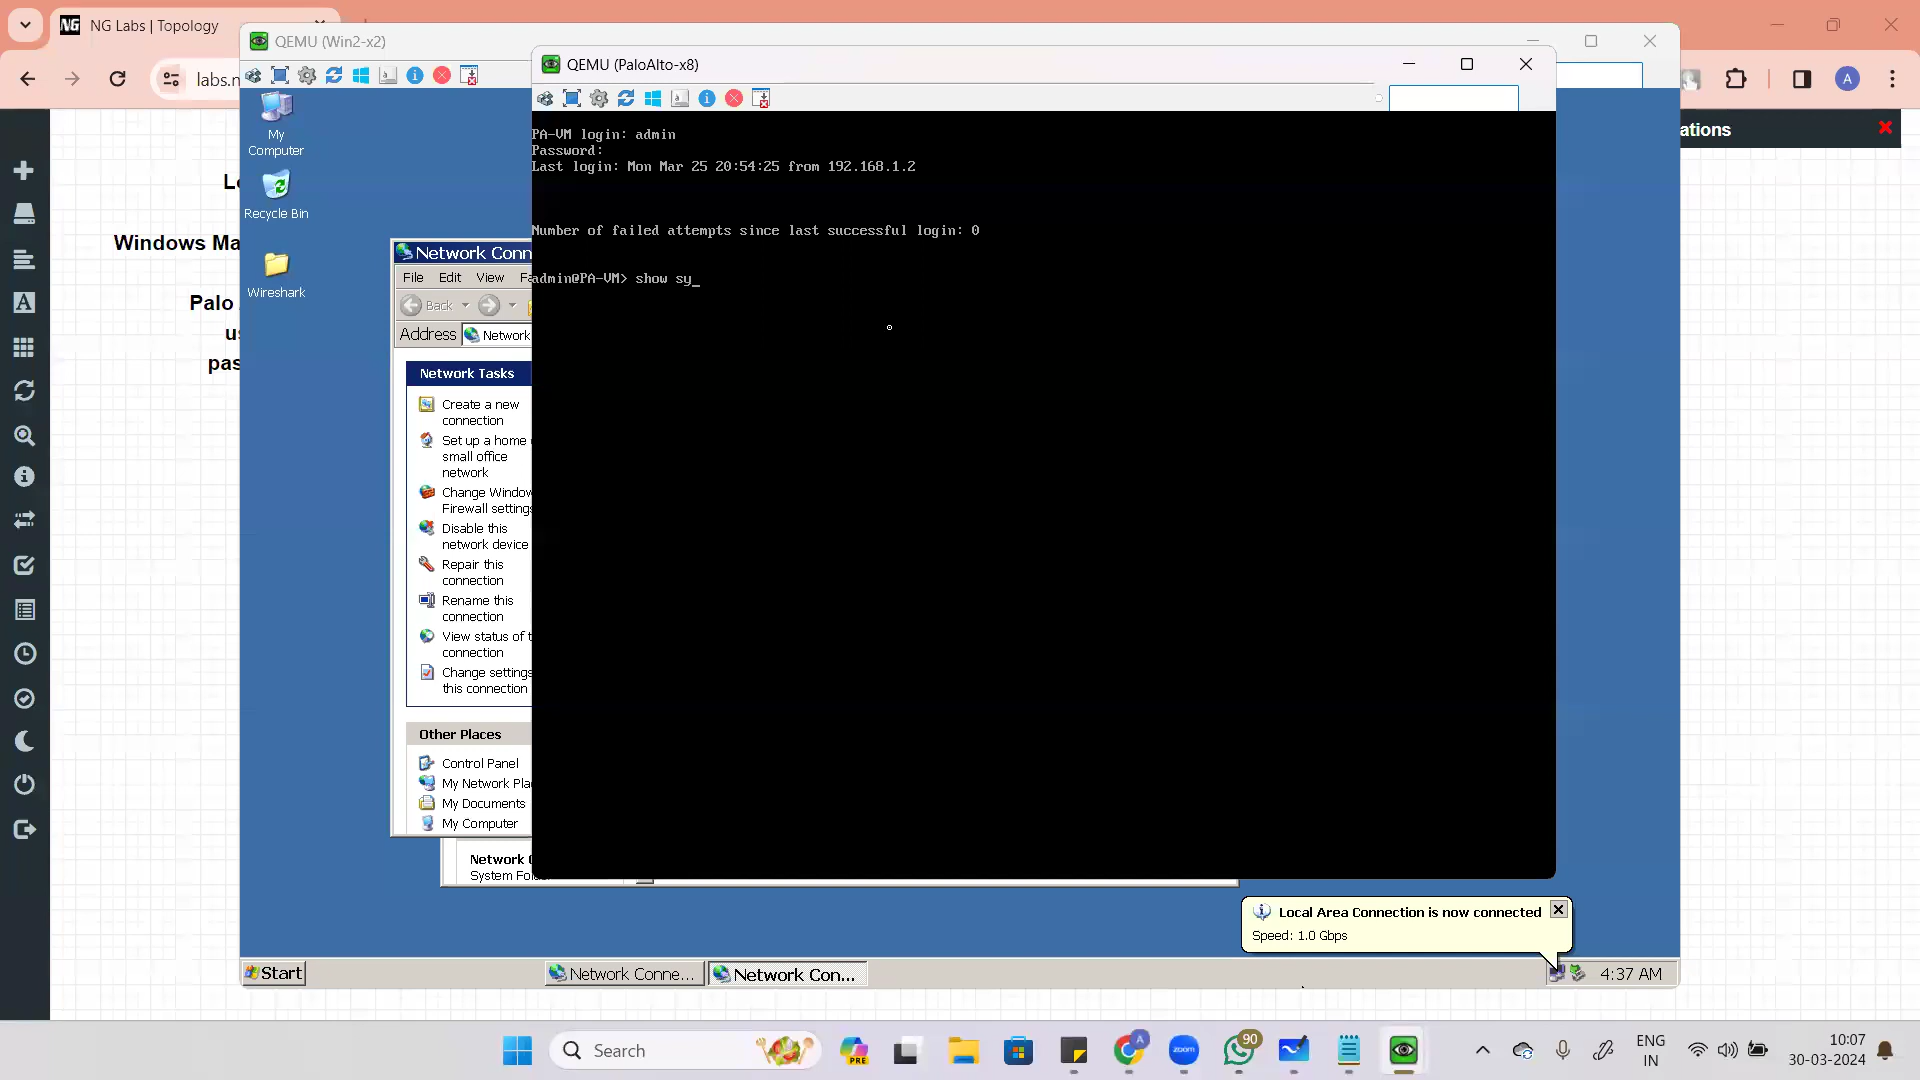 NG Labs | Topology
labs.n
QEMU (Win2-x2)
QEMU (PaloAlto-x8)
ations
A
My Computer
Recycle Bin
Wireshark
Windows Ma
Palo
pas
PA-VM login: admin
Password:
Last login: Mon Mar 25 20:54:25 from 192.168.1.2
Number of failed attempts since last successful login: 0
admin@PA-VM> show sy_
Network Conn
File Edit View Fa
Back
Address Network
Network Tasks
Create a new
connection
Set up a home
small office
network
Change Window
Firewall settings
Disable this
network device
Repair this
connection
Rename this
connection
View status of t
connection
Change settings
this connection
Other Places
Control Panel
My Network Pla
My Documents
My Computer
Network C
System Fol
Local Area Connection is now connected
Speed: 1.0 Gbps
Start
Network Conne...
Network Con...
4:37 AM
Search
PRE
zoom
90
ENG
IN
10:07
30-03-2024